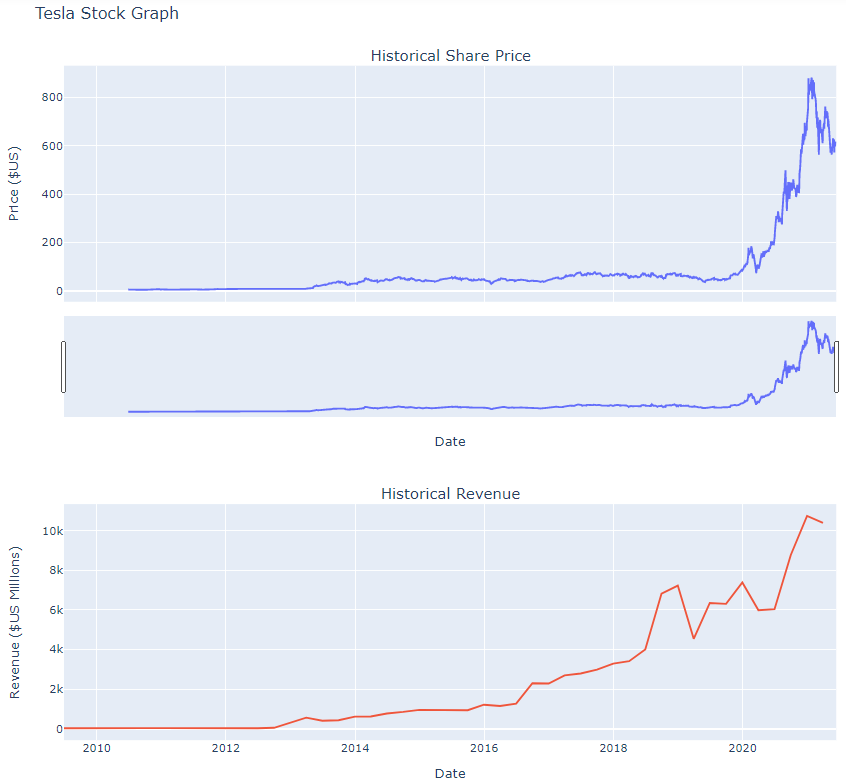 Tesla Stock Graph
Historical Share Price
800
600
400
200
0
Price ($US)
Date
Historical Revenue
10k
8k
6k
4k
2k
0
Revenue ($US Millions)
2010 2012 2014 2016 2018 2020
Date